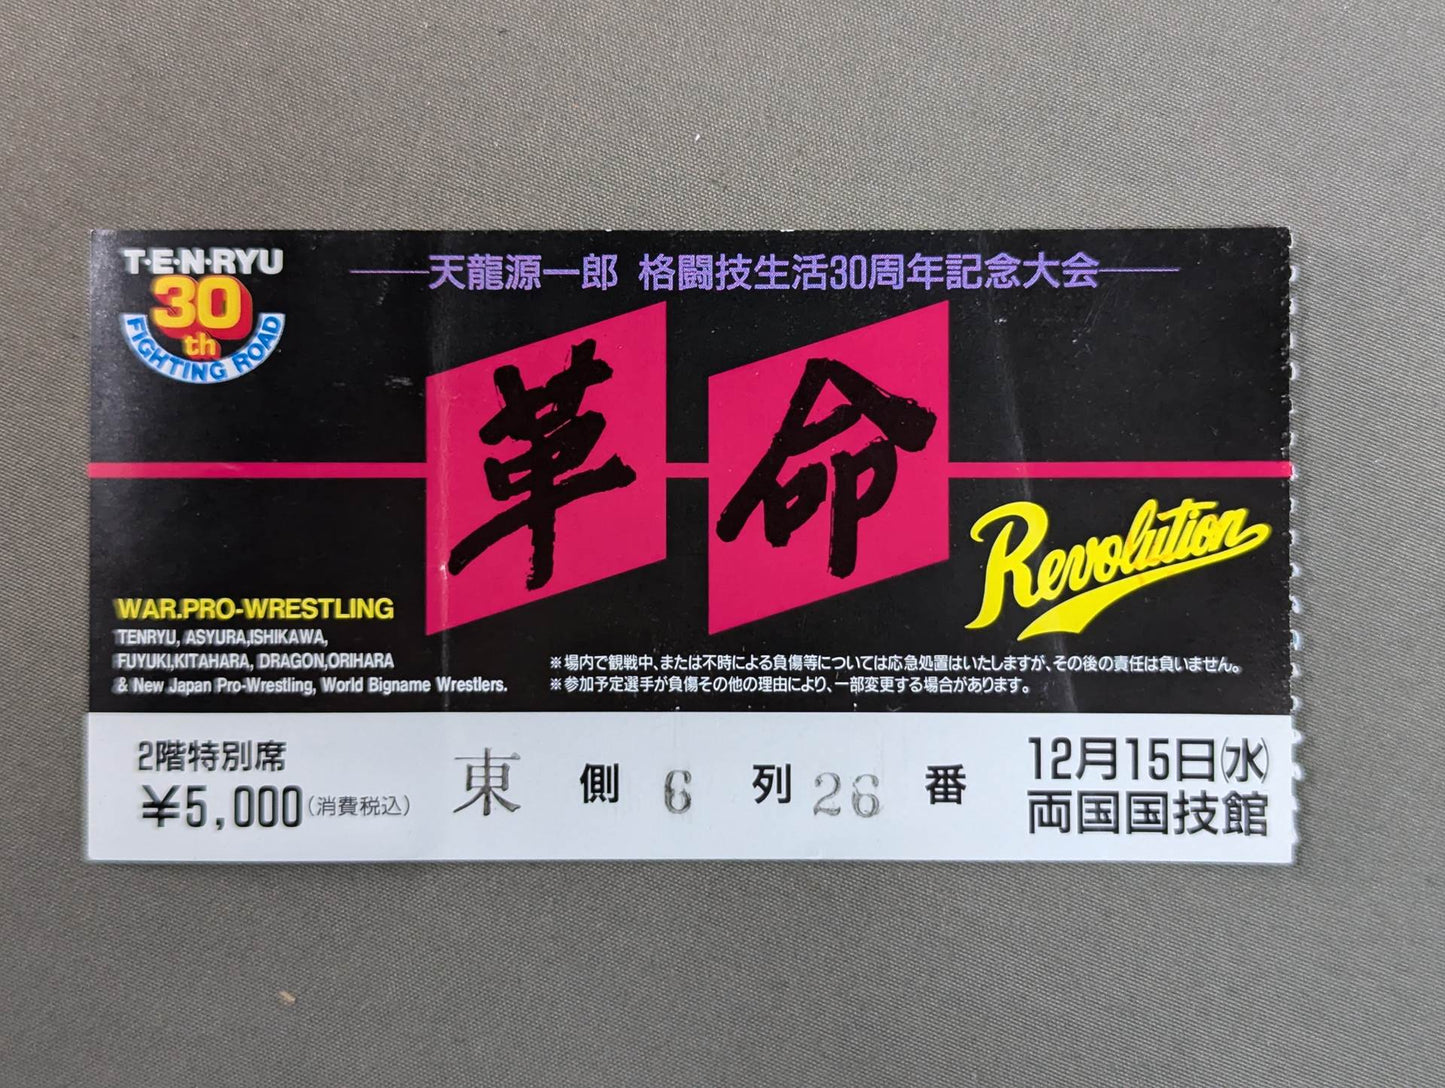 T·E·N·RYU
30
th
FIGHTING ROAD
天龍源一郎 格闘技生活30周年記念大会
革命
Revolution
WAR.PRO-WRESTLING
TENRYU, ASYURA,ISHIKAWA,
FUYUKI,KITAHARA, DRAGON,ORIHARA
& New Japan Pro-Wrestling, World Bigname Wrestlers.
※場内で観戦中、または不時による負傷等については応急処置はいたしますが、その後の責任は負いません。
※参加予定選手が負傷その他の理由により、一部変更する場合があります。
2階特別席
￥5,000(消費税込)
東 側 6 列 26 番
12月15日(水)
両国国技館